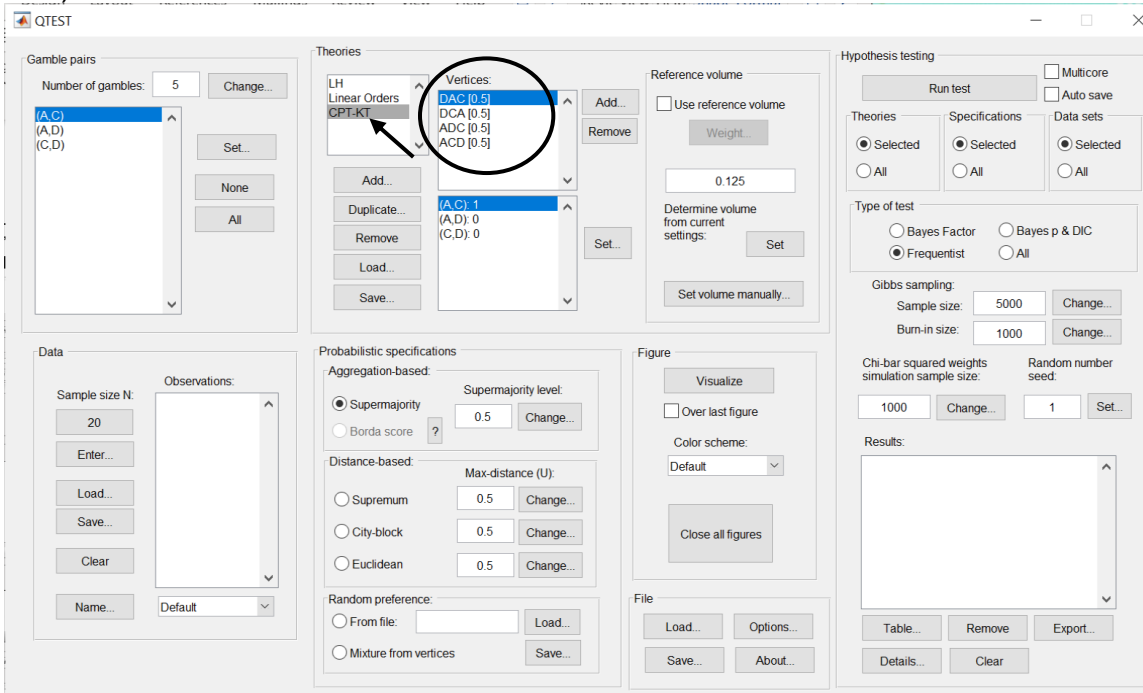 QTEST
Gamble pairs
Number of gambles: 5 Change...
(A,C)
(A,D)
(C,D)
Set...
None
All
Theories
LH
Linear Orders
CPT-KT
Vertices:
DAC [0.5]
DCA [0.5]
ADC [0.5]
ACD [0.5]
Add...
Remove
Add...
Duplicate...
Remove
Load...
Save...
(A,C): 1
(A,D): 0
(C,D): 0
Set...
Reference volume
Use reference volume
Weight...
0.125
Determine volume
from current
settings:
Set
Set volume manually...
Hypothesis testing
Run test
Multicore
Auto save
Theories
Selected
All
Specifications
Selected
All
Data sets
Selected
All
Type of test
Bayes Factor Bayes p & DIC
Frequentist All
Gibbs sampling:
Sample size: 5000 Change...
Burn-in size: 1000 Change...
Chi-bar squared weights
simulation sample size:
1000 Change...
Random number
seed:
1 Set...
Results:
Table... Remove Export...
Details... Clear
Data
Sample size N:
20
Enter...
Load...
Save...
Clear
Name...
Observations:
Default
Probabilistic specifications
Aggregation-based:
Supermajority
Borda score ?
Supermajority level:
0.5 Change...
Distance-based:
Max-distance (U):
Supremum 0.5 Change...
City-block 0.5 Change...
Euclidean 0.5 Change...
Random preference:
From file: Load...
Mixture from vertices Save...
Figure
Visualize
Over last figure
Color scheme:
Default
Close all figures
File
Load... Options...
Save... About...